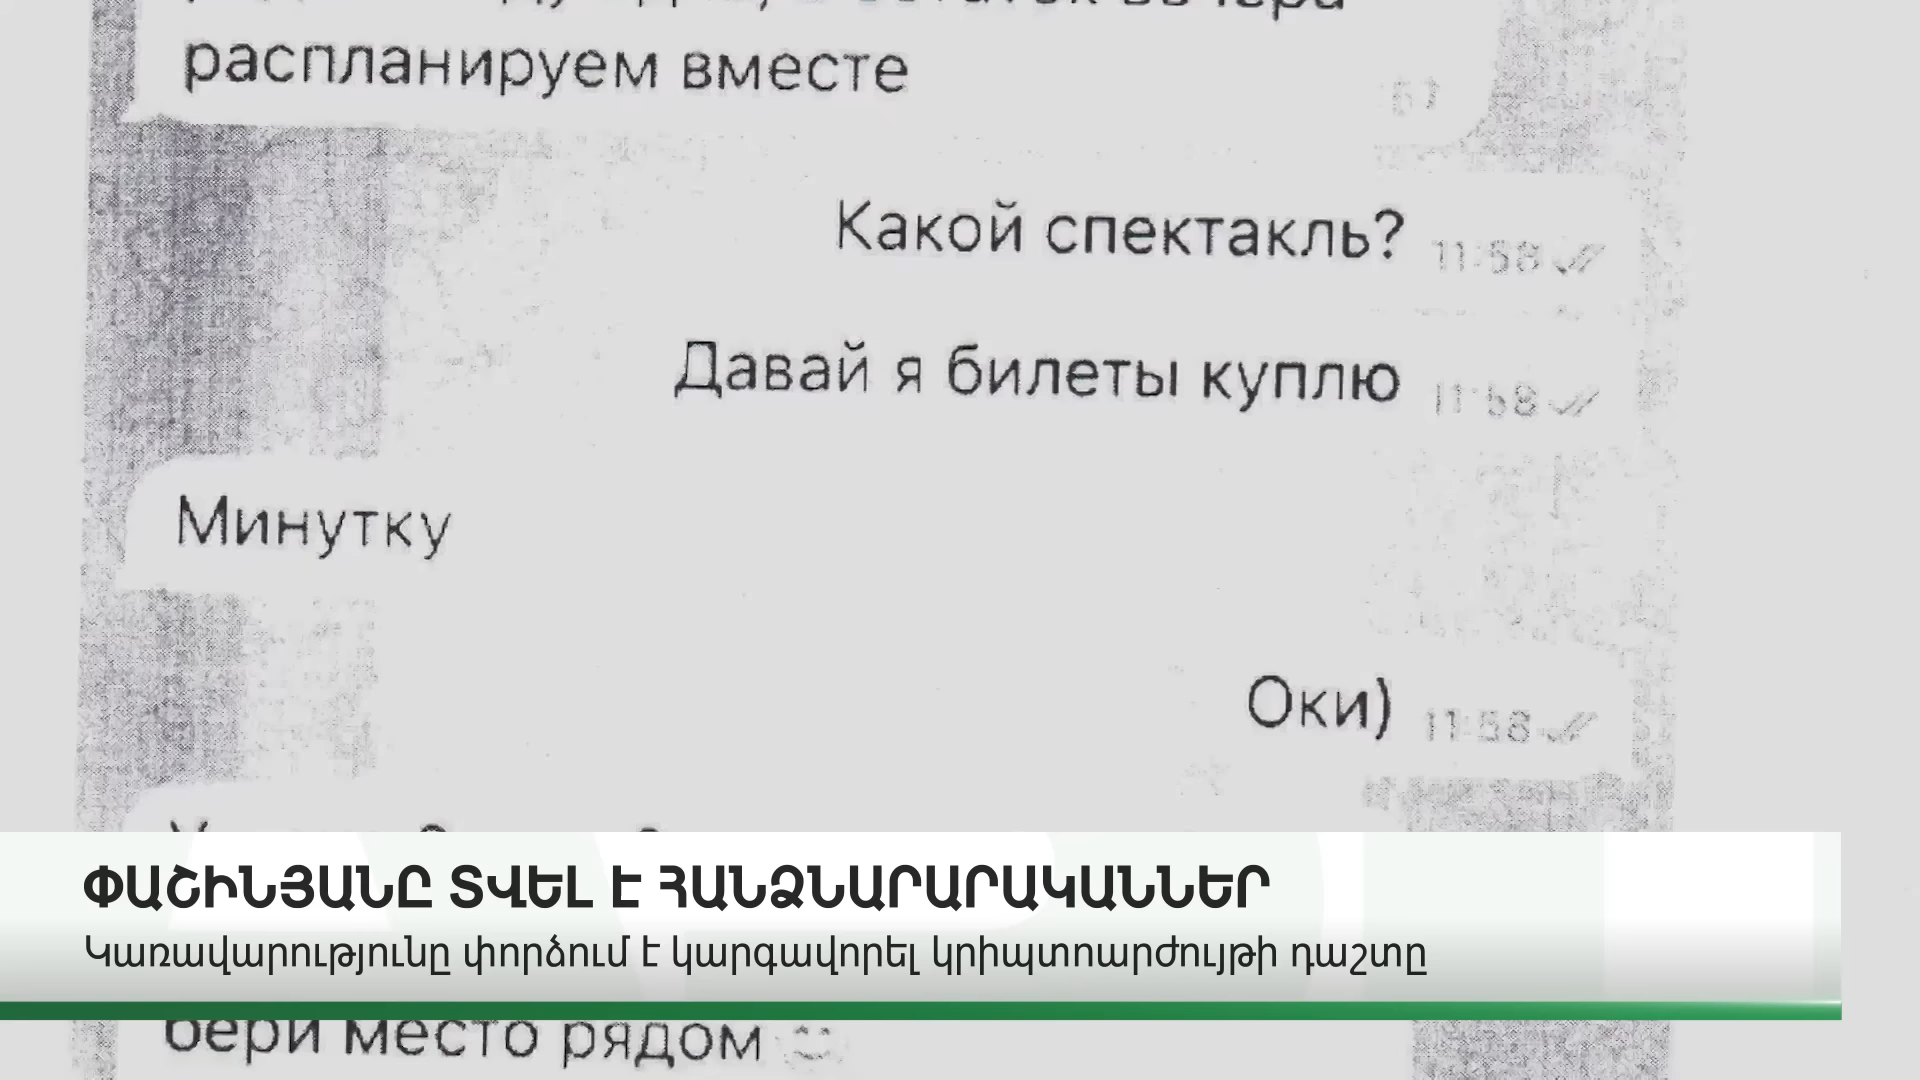 распланируем вместе
Какой спектакль? 11:58
Давай я билеты куплю 11:58
Минутку
Оки) 11:58
ՓԱՇԻՆՅԱՆԸ ՏՎԵԼ Է ՀԱՆՁՆԱՐԱՐԱԿԱՆՆԵՐ
Կառավարությունը փորձում է կարգավորել կրիպտոարժույթի դաշտը
бери место рядом